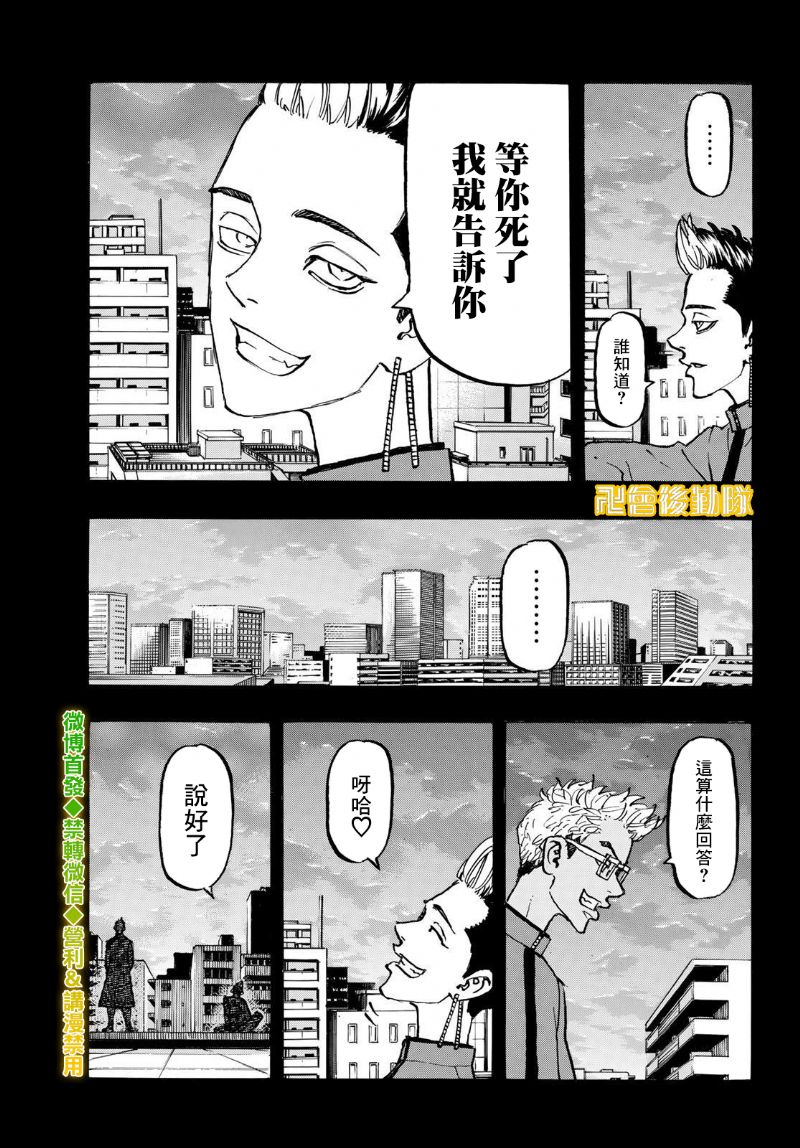 ……
誰知道？
等你死了
我就告訴你
卍會後勤隊
………
這算什麼回答？
呀哈♡
說好了
微博首發◆禁轉微信◆營利&講漫禁用